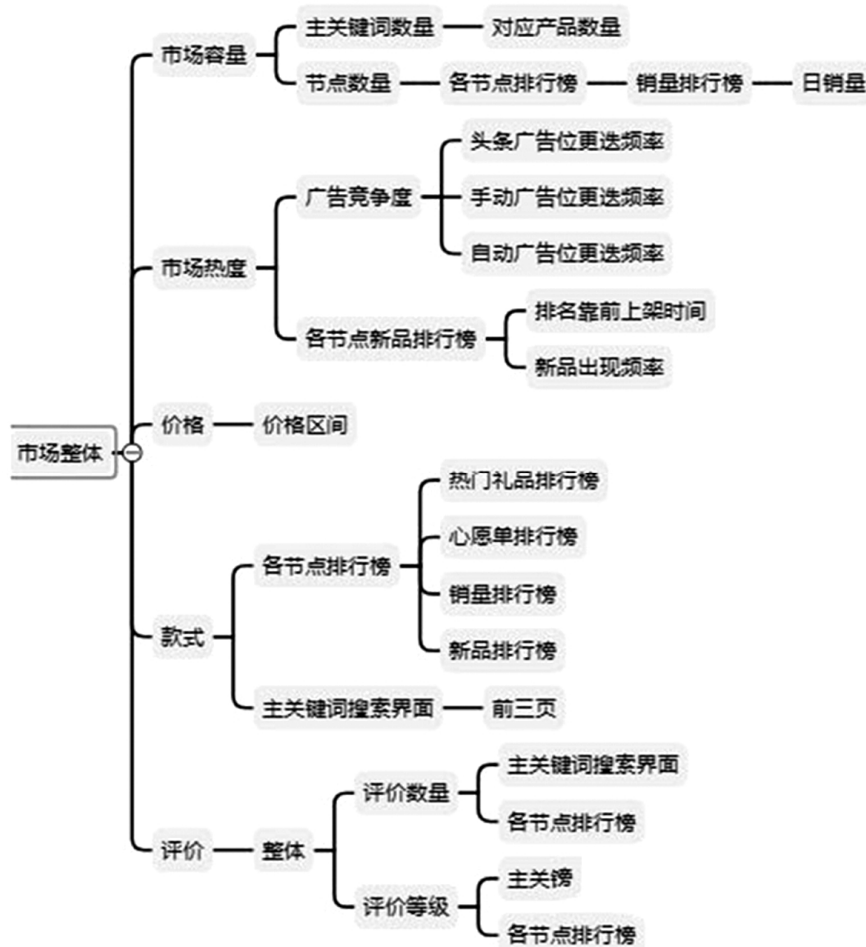 市场整体
市场容量
主关键词数量
对应产品数量
节点数量
各节点排行榜
销量排行榜
日销量
市场热度
广告竞争度
头条广告位更迭频率
手动广告位更迭频率
自动广告位更迭频率
各节点新品排行榜
排名靠前上架时间
新品出现频率
价格
价格区间
款式
各节点排行榜
热门礼品排行榜
心愿单排行榜
销量排行榜
新品排行榜
主关键词搜索界面
前三页
评价
整体
评价数量
主关键词搜索界面
各节点排行榜
评价等级
主关镑
各节点排行榜